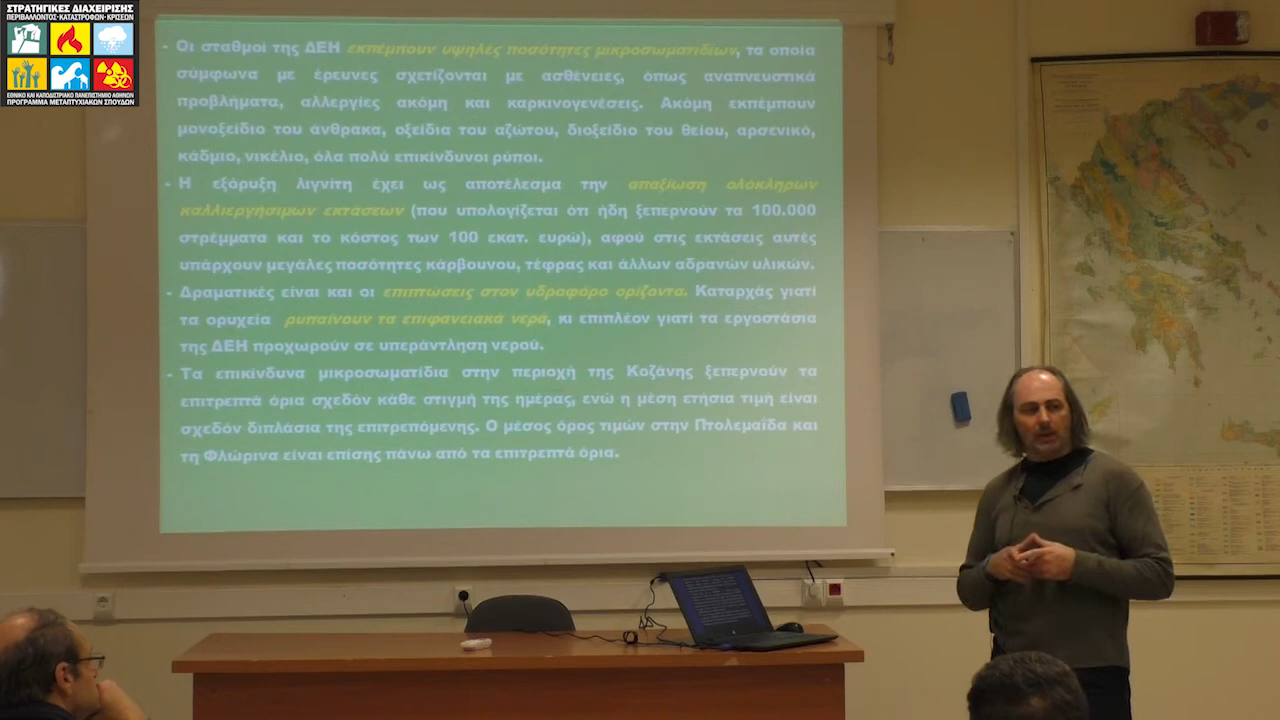 ΣΤΡΑΤΗΓΙΚΕΣ ΔΙΑΧΕΙΡΙΣΗΣ
ΠΕΡΙΒΑΛΛΟΝΤΟΣ·ΚΑΤΑΣΤΡΟΦΩΝ·ΚΡΙΣΕΩΝ
ΕΘΝΙΚΟ ΚΑΙ ΚΑΠΟΔΙΣΤΡΙΑΚΟ ΠΑΝΕΠΙΣΤΗΜΙΟ ΑΘΗΝΩΝ
ΠΡΟΓΡΑΜΜΑ ΜΕΤΑΠΤΥΧΙΑΚΩΝ ΣΠΟΥΔΩΝ
- Οι σταθμοί της ΔΕΗ εκπέμπουν υψηλές ποσότητες μικροσωματιδίων, τα οποία
σύμφωνα με έρευνες σχετίζονται με ασθένειες, όπως αναπνευστικά
προβλήματα, αλλεργίες ακόμη και καρκινογενέσεις. Ακόμη εκπέμπουν
μονοξείδιο του άνθρακα, οξείδια του αζώτου, διοξείδιο του θείου, αρσενικό,
κάδμιο, νικέλιο, όλα πολύ επικίνδυνοι ρύποι.
- Η εξόρυξη λιγνίτη έχει ως αποτέλεσμα την απαξίωση ολόκληρων
καλλιεργήσιμων εκτάσεων (που υπολογίζεται ότι ήδη ξεπερνούν τα 100.000
στρέμματα και το κόστος των 100 εκατ. ευρώ), αφού στις εκτάσεις αυτές
υπάρχουν μεγάλες ποσότητες κάρβουνου, τέφρας και άλλων αδρανών υλικών.
- Δραματικές είναι και οι επιπτώσεις στον υδροφόρο ορίζοντα. Καταρχάς γιατί
τα ορυχεία ρυπαίνουν τα επιφανειακά νερά, κι επιπλέον γιατί τα εργοστάσια
της ΔΕΗ προχωρούν σε υπεράντληση νερού.
- Τα επικίνδυνα μικροσωματίδια στην περιοχή της Κοζάνης ξεπερνούν τα
επιτρεπτά όρια σχεδόν κάθε στιγμή της ημέρας, ενώ η μέση ετήσια τιμή είναι
σχεδόν διπλάσια της επιτρεπόμενης. Ο μέσος όρος τιμών στην Πτολεμαΐδα και
τη Φλώρινα είναι επίσης πάνω από τα επιτρεπτά όρια.